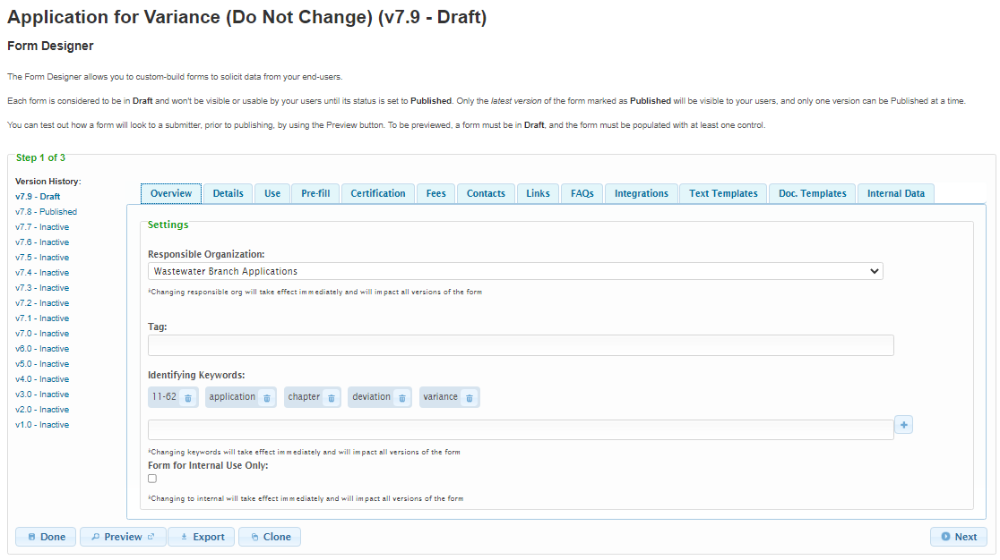 Application for Variance (Do Not Change) (v7.9 - Draft)
Form Designer
The Form Designer allows you to custom-build forms to solicit data from your end-users.
Each form is considered to be in Draft and won't be visible or usable by your users until its status is set to Published. Only the latest version of the form marked as Published will be visible to your users, and only one version can be Published at a time.
You can test out how a form will look to a submitter, prior to publishing, by using the Preview button. To be previewed, a form must be in Draft, and the form must be populated with at least one control.
Step 1 of 3
Version History:
v7.9 - Draft
v7.8 - Published
v7.7 - Inactive
v7.6 - Inactive
v7.5 - Inactive
v7.4 - Inactive
v7.3 - Inactive
v7.2 - Inactive
v7.1 - Inactive
v7.0 - Inactive
v6.0 - Inactive
v5.0 - Inactive
v4.0 - Inactive
v3.0 - Inactive
v2.0 - Inactive
v1.0 - Inactive
Overview Details Use Pre-fill Certification Fees Contacts Links FAQs Integrations Text Templates Doc. Templates Internal Data
Settings
Responsible Organization:
Wastewater Branch Applications
*Changing responsible org will take effect immediately and will impact all versions of the form
Tag:
Identifying Keywords:
11-62 application chapter deviation variance
*Changing keywords will take effect immediately and will impact all versions of the form
Form for Internal Use Only:
*Changing to internal will take effect immediately and will impact all versions of the form
Done Preview Export Clone Next